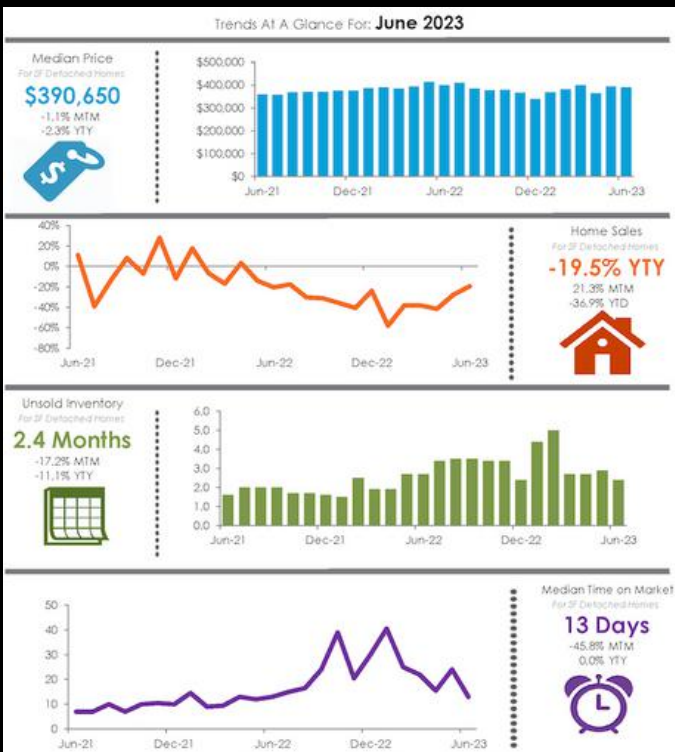 Trends At A Glance For: June 2023
Median Price
For SF Detached Homes
$390,650
-1.1% MTM
-2.3% YTY
$
$500,000
$400,000
$300,000
$200,000
$100,000
$0
Jun-21 Dec-21 Jun-22 Dec-22 Jun-23
40%
20%
0%
-20%
-40%
-60%
-80%
Jun-21 Dec-21 Jun-22 Dec-22 Jun-23
Home Sales
For SF Detached Homes
-19.5% YTY
21.3% MTM
-36.9% YTD
Unsold Inventory
For SF Detached Homes
2.4 Months
-17.2% MTM
-11.1% YTY
6.0
5.0
4.0
3.0
2.0
1.0
0.0
Jun-21 Dec-21 Jun-22 Dec-22 Jun-23
50
40
30
20
10
0
Jun-21 Dec-21 Jun-22 Dec-22 Jun-23
Median Time on Market
For SF Detached Homes
13 Days
-45.8% MTM
0.0% YTY